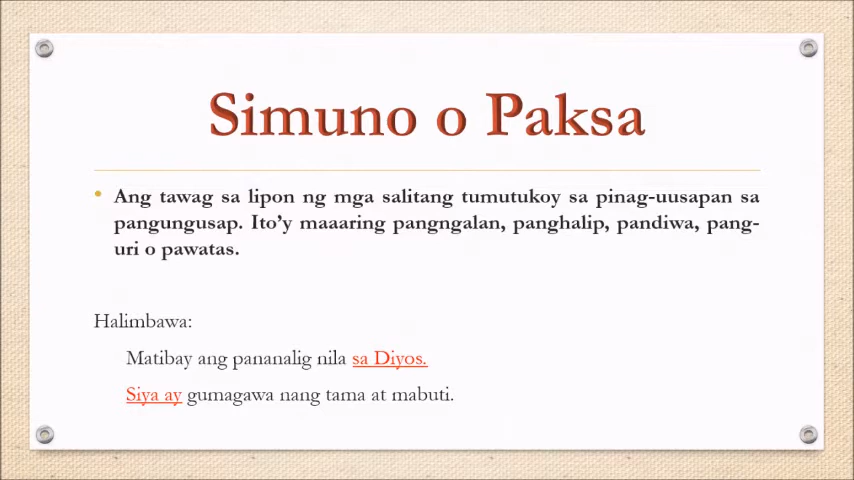 Simuno o Paksa
• Ang tawag sa lipon ng mga salitang tumutukoy sa pinag-uusapan sa
pangungusap. Ito'y maaaring pangngalan, panghalip, pandiwa, pang-
uri o pawatas.
Halimbawa:
Matibay ang pananalig nila sa Diyos.
Siya ay gumagawa nang tama at mabuti.